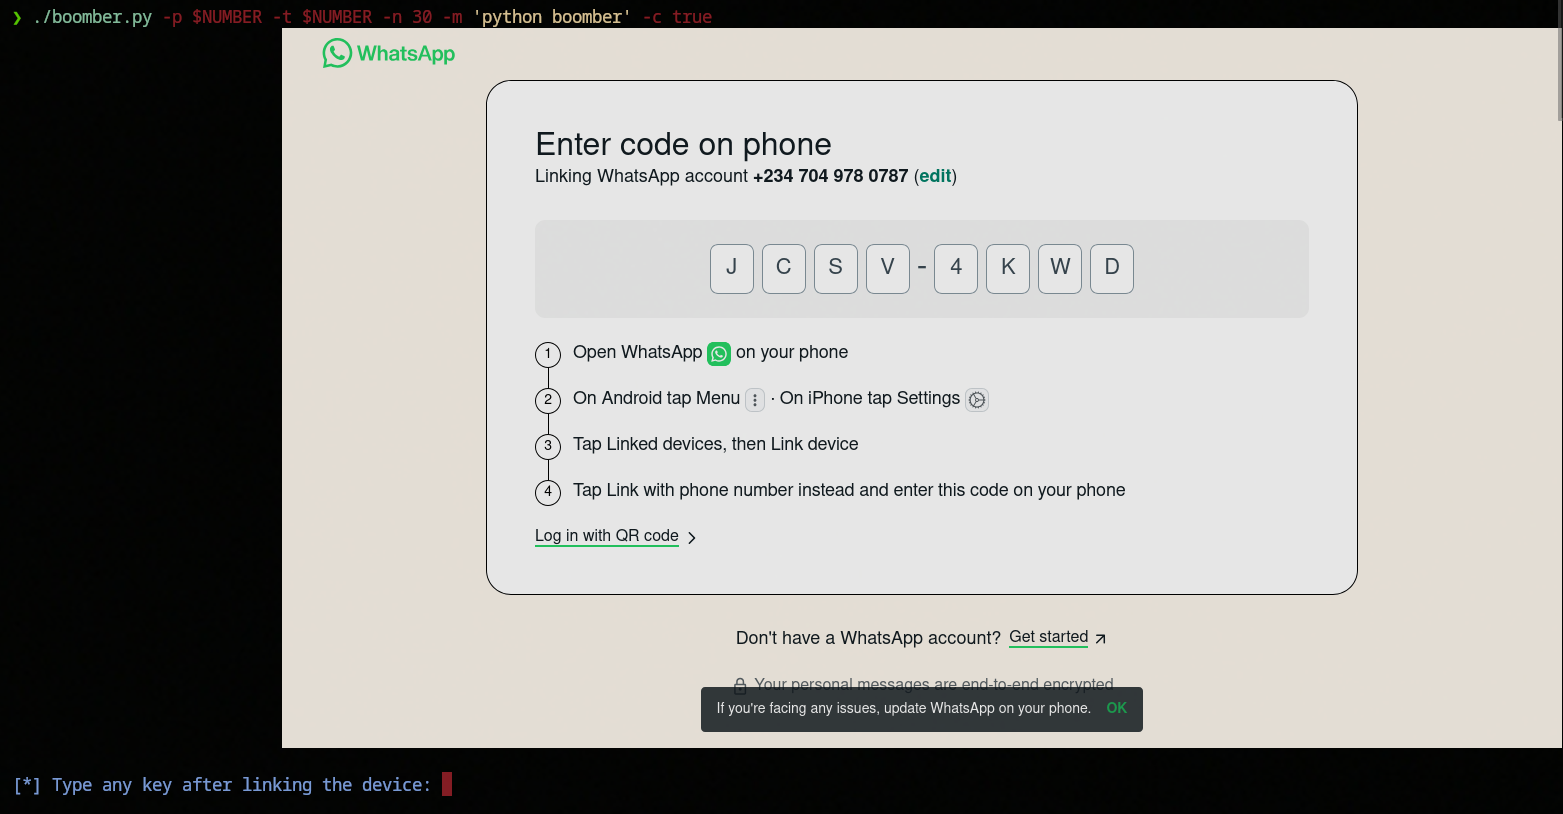 ❯ ./boomber.py -p $NUMBER -t $NUMBER -n 30 -m 'python boomber' -c true
WhatsApp
Enter code on phone
Linking WhatsApp account +234 704 978 0787 (edit)
J C S V - 4 K W D
1 Open WhatsApp on your phone
2 On Android tap Menu · On iPhone tap Settings
3 Tap Linked devices, then Link device
4 Tap Link with phone number instead and enter this code on your phone
Log in with QR code
Don't have a WhatsApp account? Get started
Your personal messages are end-to-end encrypted
If you're facing any issues, update WhatsApp on your phone. OK
[*] Type any key after linking the device: